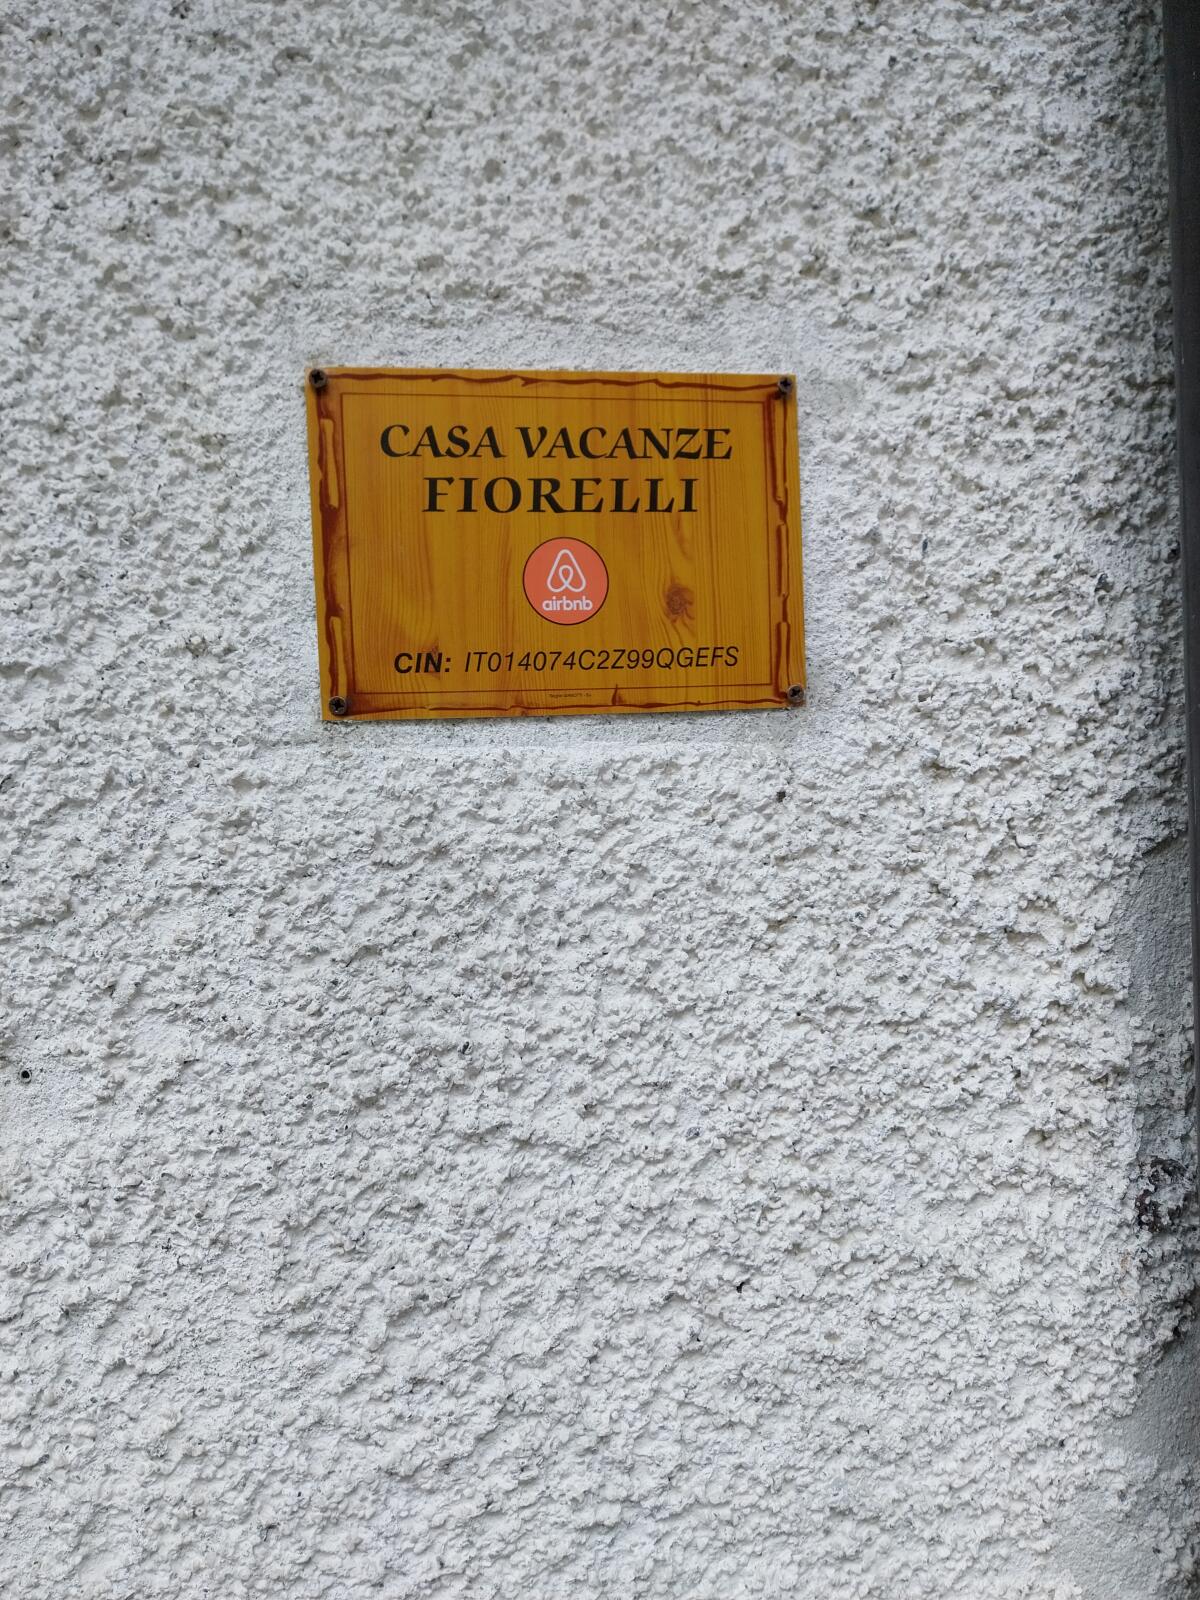 CASA VACANZE
FIORELLI
airbnb
CIN: IT014074C2Z99QGEFS